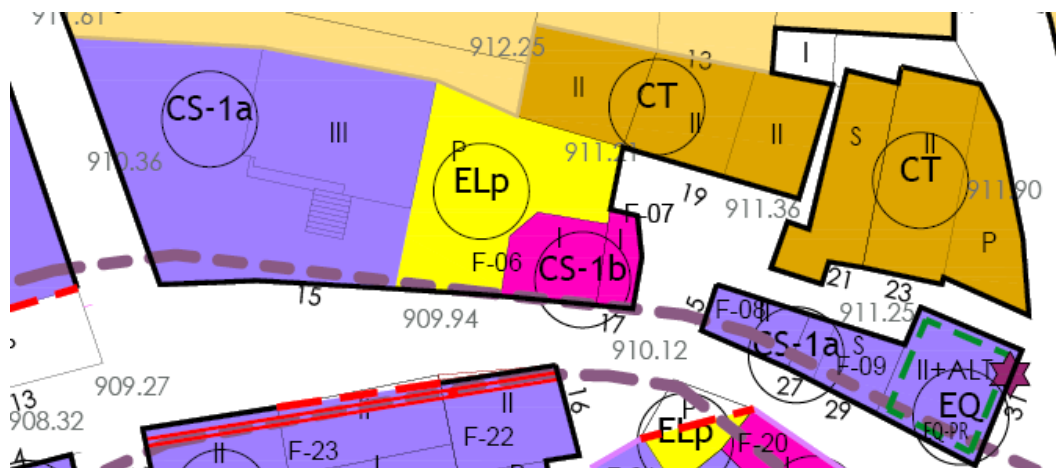 912.25
13
I
II
CT
CS-1a
III
II
II
S
II
P
911.21
CT
910.36
ELp
911.90
19
911.36
F-07
P
I
I
F-06
CS-1b
21
23
15
5
F-08
911.25
909.94
17
910.12
CS-1a
S
F-09
II+ALT
909.27
27
EQ
31
13
29
EQ-PR
908.32
II
16
P
ELp
F-22
F-20
II
F-23
I